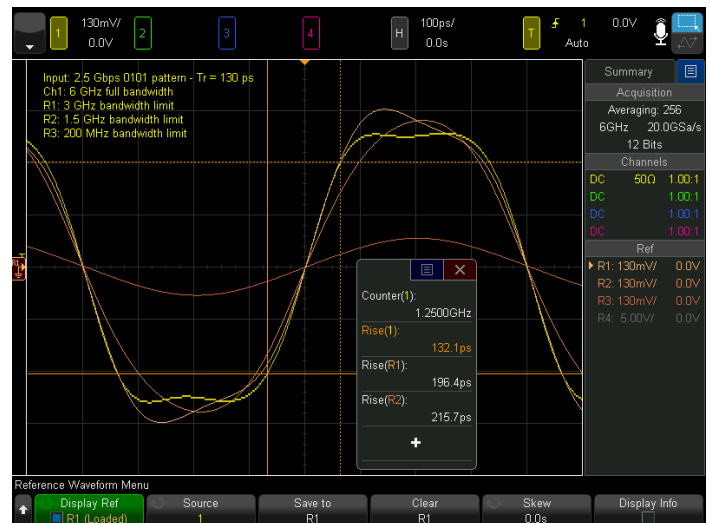 1
130mV/
0.0V
2
3
4
H
100ps/
0.0s
T
1
0.0V
Auto
Input: 2.5 Gbps 0101 pattern - Tr = 130 ps
Ch1: 6 GHz full bandwidth
R1: 3 GHz bandwidth limit
R2: 1.5 GHz bandwidth limit
R3: 200 MHz bandwidth limit
T
R1
Summary
Acquisition
Averaging: 256
6GHz 20.0GSa/s
12 Bits
Channels
DC 50Ω 1.00:1
DC 1.00:1
DC 1.00:1
DC 1.00:1
Ref
R1: 130mV/ 0.0V
R2: 130mV/ 0.0V
R3: 130mV/ 0.0V
R4: 5.00V/ 0.0V
Counter(1):
1.2500GHz
Rise(1):
132.1ps
Rise(R1):
196.4ps
Rise(R2):
215.7ps
+
Reference Waveform Menu
Display Ref
R1 (Loaded)
Source
1
Save to
R1
Clear
R1
Skew
0.0s
Display Info